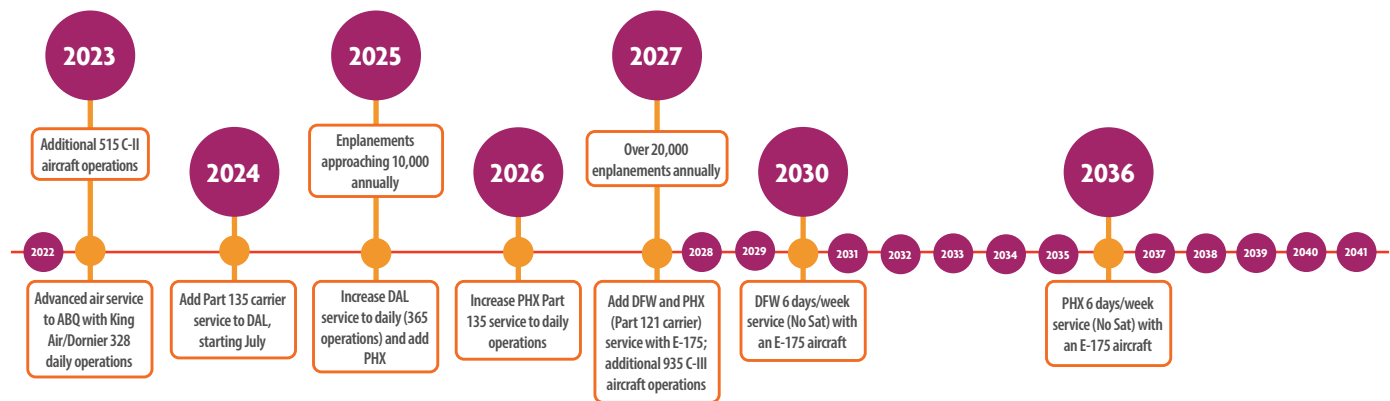 2023
Additional 515 C-II
aircraft operations
2024
2025
Enplanements
approaching 10,000
annually
2026
2027
Over 20,000
enplanements annually
2030
2036
2022
2028
2029
2031
2032
2033
2034
2035
2037
2038
2039
2040
2041
Advanced air service
to ABQ with King
Air/Dornier 328
daily operations
Add Part 135 carrier
service to DAL,
starting July
Increase DAL
service to daily (365
operations) and add
PHX
Increase PHX Part
135 service to daily
operations
Add DFW and PHX
(Part 121 carrier)
service with E-175;
additional 935 C-III
aircraft operations
DFW 6 days/week
service (No Sat) with
an E-175 aircraft
PHX 6 days/week
service (No Sat) with
an E-175 aircraft